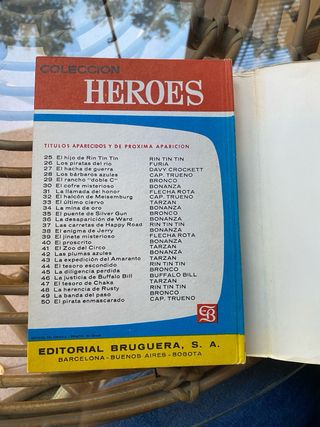 COLECCION
HEROES
TITULOS APARECIDOS Y DE PROXIMA APARICION
25 El hijo de Rin Tin Tin RIN TIN TIN
26 Los piratas del río FURIA
27 El hacha de guerra DAVY CROCKETT
28 Los bárbaros azules CAP. TRUENO
29 El rancho "doble C" BRONCO
30 El cofre misterioso BONANZA
31 La llamada de honor FLECHA ROTA
32 El halcón de Meisemburg CAP. TRUENO
33 El último ciervo TARZAN
34 La mina de oro BONANZA
35 El puente de Silver Gun BRONCO
36 La desaparición de Ward BONANZA
37 Las carretas de Happy Road RIN TIN TIN
38 El enigma de Jerry BONANZA
39 El jinete misterioso FLECHA ROTA
40 El proscrito BONANZA
41 El Zoo del Circo TARZAN
42 Las plumas azules BONANZA
43 La expedición del Amaranto TARZAN
44 El tesoro escondido RIN TIN TIN
45 La diligencia perdida BRONCO
46 La justicia de Buffalo Bill BUFFALO BILL
47 El tesoro de Chaka TARZAN
48 La herencia de Rusty RIN TIN TIN
49 La banda del paso BRONCO
50 El pirata enmascarado CAP. TRUENO
EDITORIAL BRUGUERA, S. A.
BARCELONA - BUENOS AIRES - BOGOTA